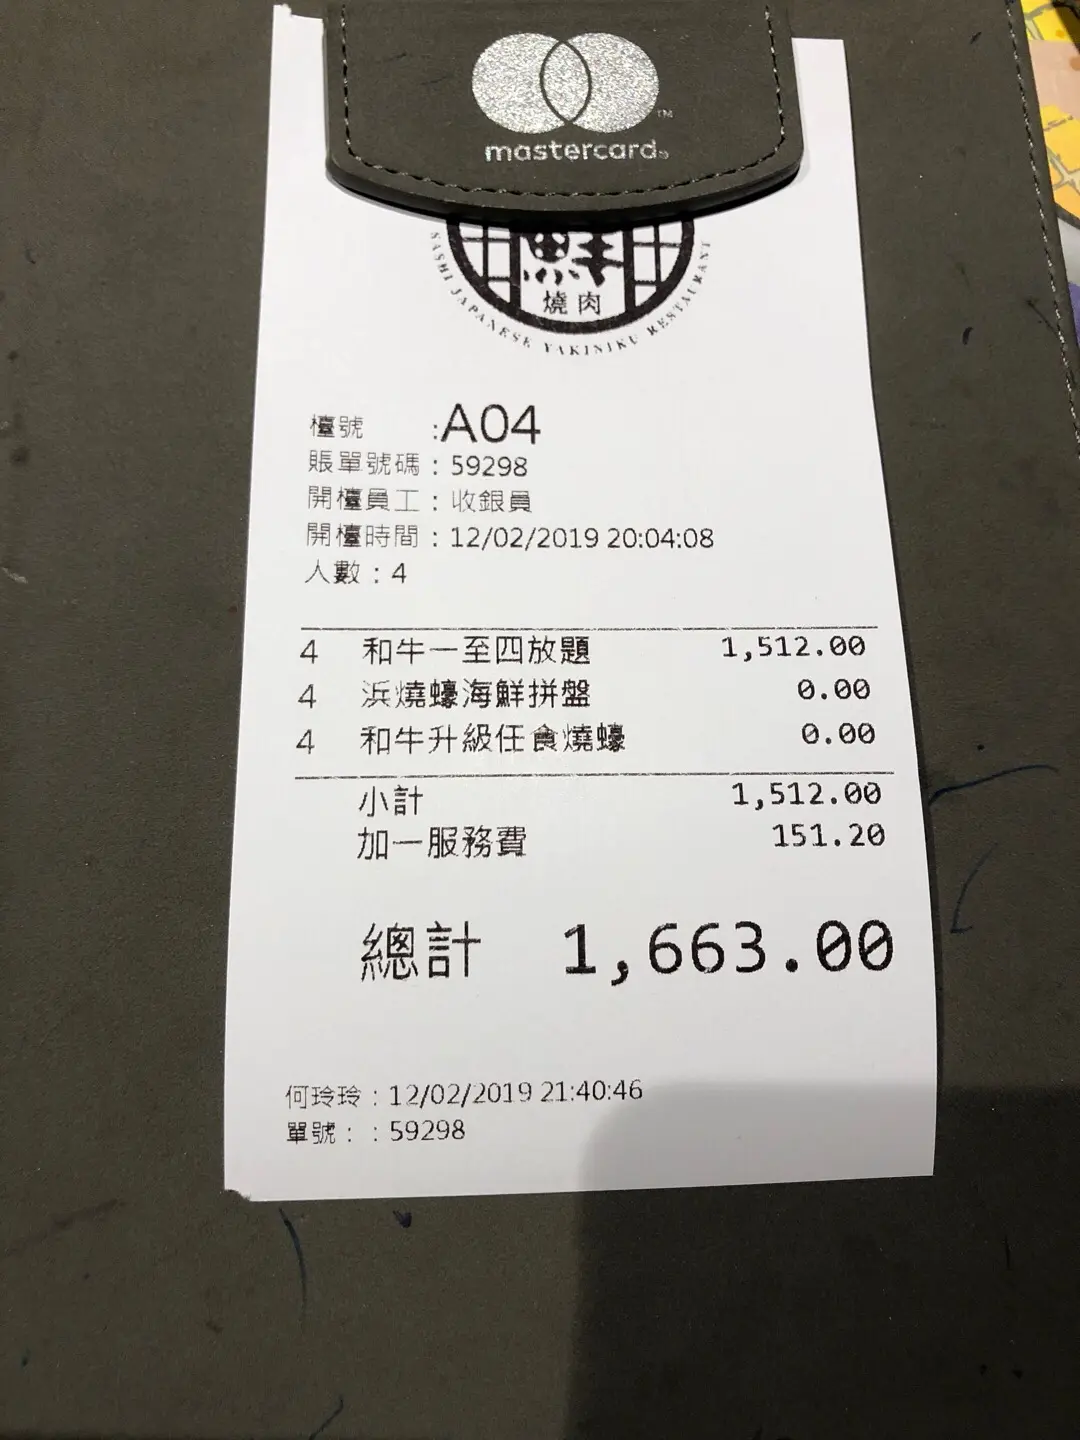 mastercard
鮮
燒肉
SASHI JAPANESE YAKINIKU RESTAURANT
檯號 :A04
賬單號碼 : 59298
開檯員工 : 收銀員
開檯時間 : 12/02/2019 20:04:08
人數 : 4
4 和牛一至四放題 1,512.00
4 浜燒蠔海鮮拼盤 0.00
4 和牛升級任食燒蠔 0.00
小計 1,512.00
加一服務費 151.20
總計 1,663.00
何玲玲 : 12/02/2019 21:40:46
單號 : : 59298